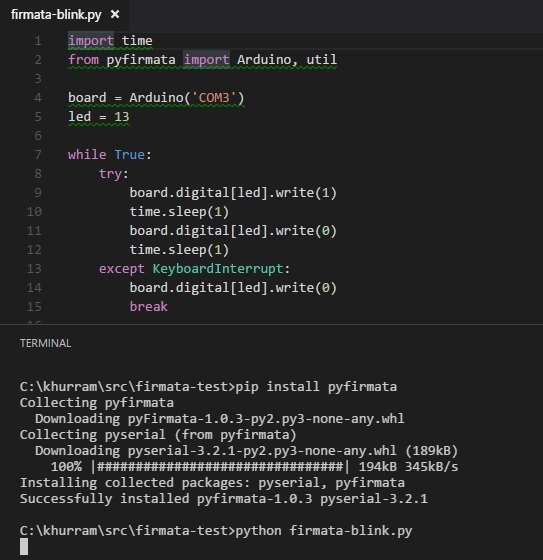 firmata-blink.py ×
1 import time
2 from pyfirmata import Arduino, util
3
4 board = Arduino('COM3')
5 led = 13
6
7 while True:
8     try:
9         board.digital[led].write(1)
10         time.sleep(1)
11         board.digital[led].write(0)
12         time.sleep(1)
13     except KeyboardInterrupt:
14         board.digital[led].write(0)
15         break
TERMINAL
C:\khurram\src\firmata-test>pip install pyfirmata
Collecting pyfirmata
  Downloading pyFirmata-1.0.3-py2.py3-none-any.whl
Collecting pyserial (from pyfirmata)
  Downloading pyserial-3.2.1-py2.py3-none-any.whl (189kB)
    100% |################################| 194kB 345kB/s
Installing collected packages: pyserial, pyfirmata
Successfully installed pyfirmata-1.0.3 pyserial-3.2.1
C:\khurram\src\firmata-test>python firmata-blink.py